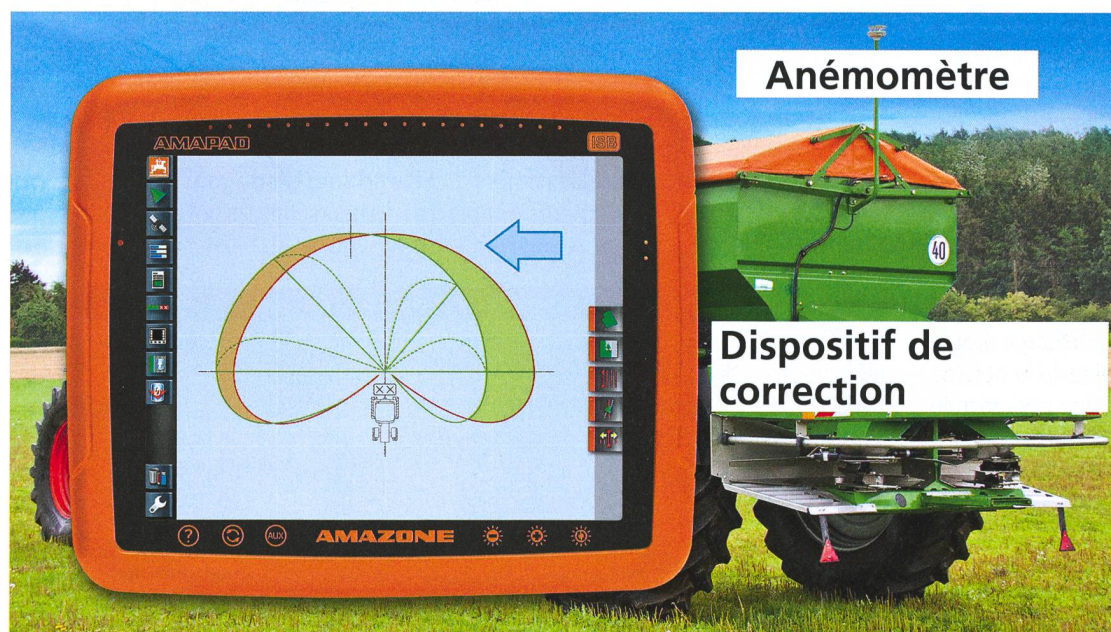 Anémomètre
AMAPAD
ISB
40
Dispositif de
correction
?
AUX
AMAZONE